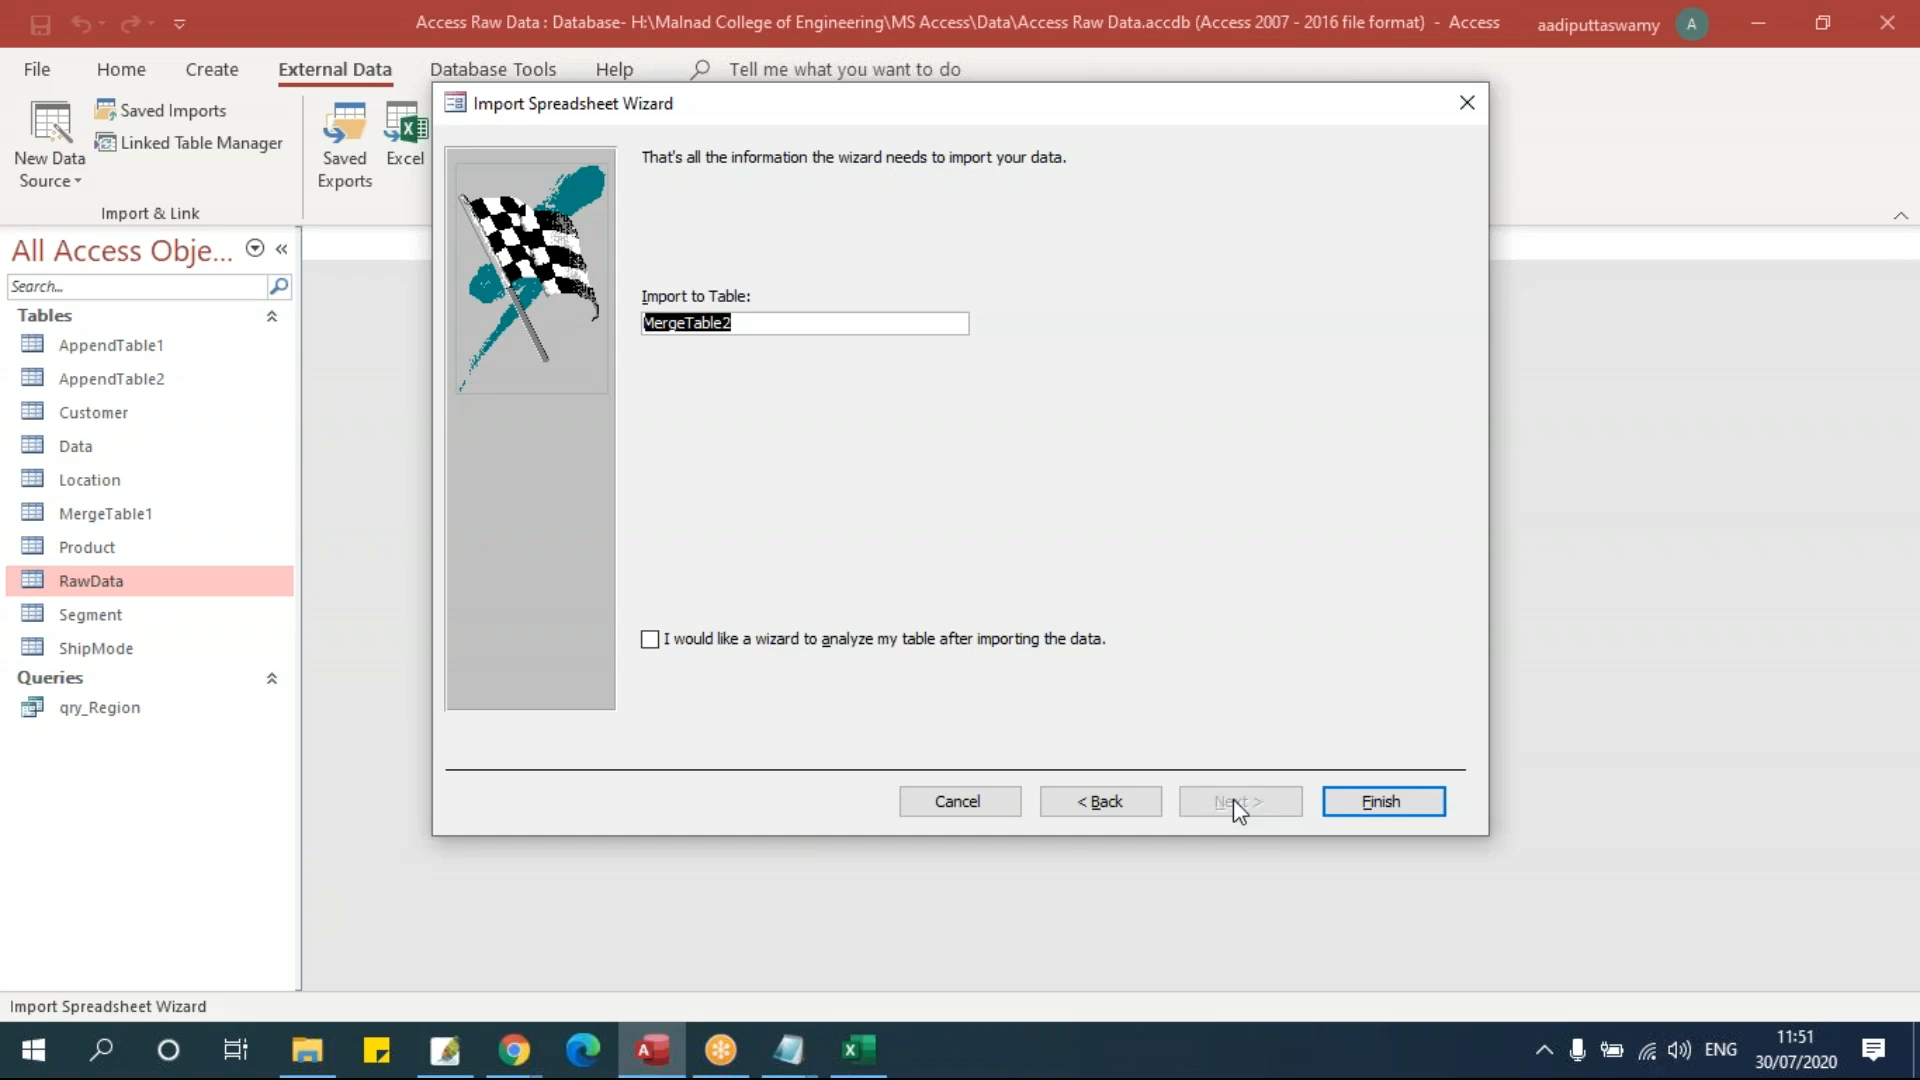 Access Raw Data : Database- H:\Malnad College of Engineering\MS Access\Data\Access Raw Data.accdb (Access 2007 - 2016 file format) - Access
aadiputtaswamy
A
File
Home
Create
External Data
Database Tools
Help
Tell me what you want to do
New Data
Source
Saved Imports
Linked Table Manager
Saved
Exports
Excel
Import & Link
Import Spreadsheet Wizard
That's all the information the wizard needs to import your data.
Import to Table:
MergeTable2
I would like a wizard to analyze my table after importing the data.
Cancel
< Back
Next >
Finish
All Access Obje...
Search...
Tables
AppendTable1
AppendTable2
Customer
Data
Location
MergeTable1
Product
RawData
Segment
ShipMode
Queries
qry_Region
Import Spreadsheet Wizard
ENG
11:51
30/07/2020